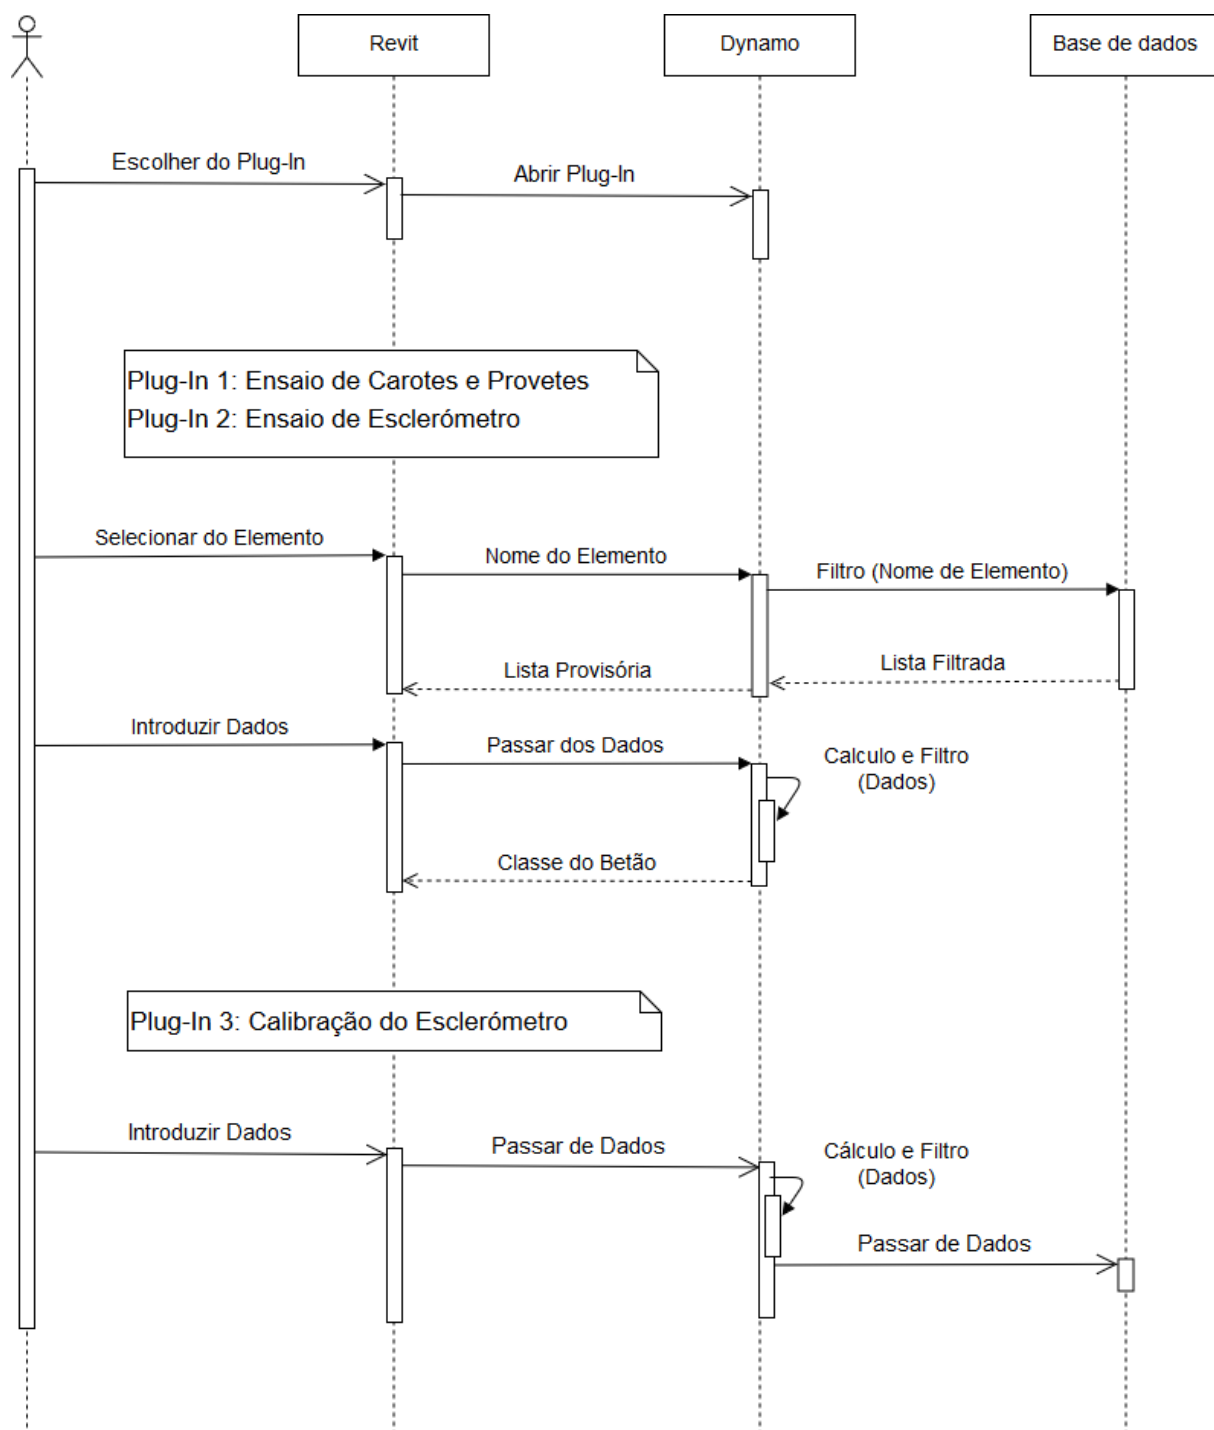 Revit
Dynamo
Base de dados
Escolher do Plug-In
Abrir Plug-In
Plug-In 1: Ensaio de Carotes e Provetes
Plug-In 2: Ensaio de Esclerómetro
Selecionar do Elemento
Nome do Elemento
Filtro (Nome de Elemento)
Lista Provisória
Lista Filtrada
Introduzir Dados
Passar dos Dados
Calculo e Filtro
(Dados)
Classe do Betão
Plug-In 3: Calibração do Esclerómetro
Introduzir Dados
Passar de Dados
Cálculo e Filtro
(Dados)
Passar de Dados